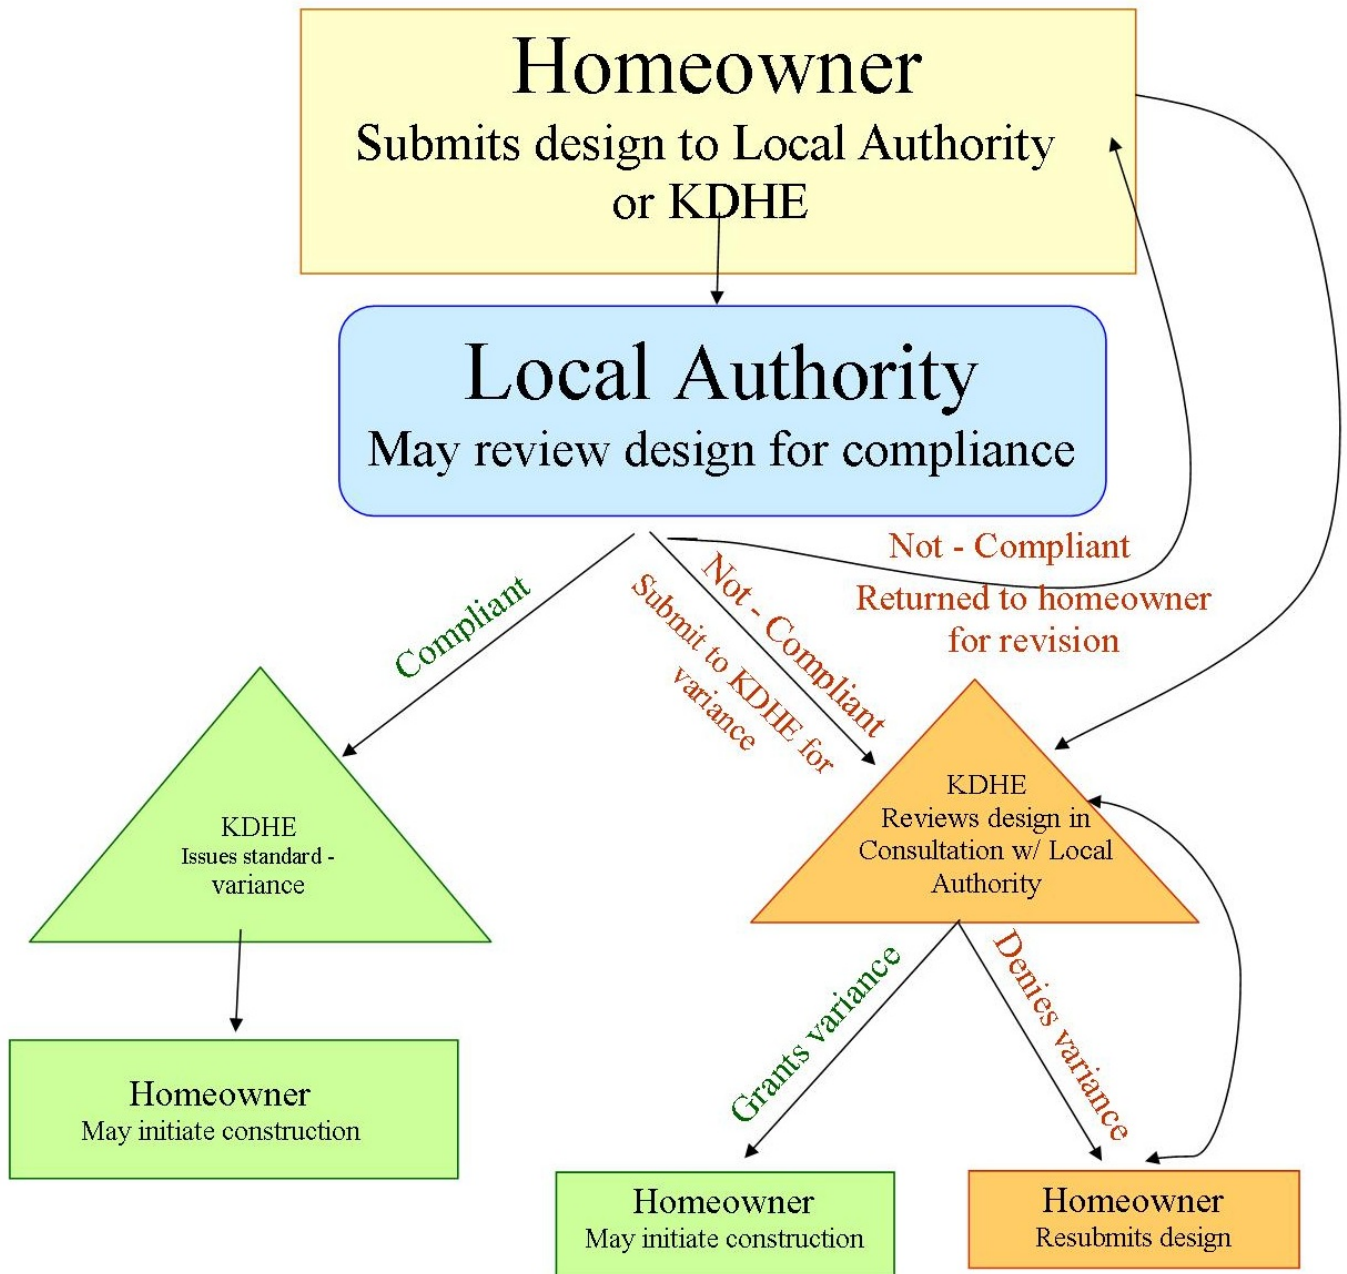 Homeowner
Submits design to Local Authority
or KDHE
Local Authority
May review design for compliance
Not - Compliant
Returned to homeowner
for revision
Compliant
Not - Compliant
Submit to KDHE for
variance
KDHE
Issues standard -
variance
KDHE
Reviews design in
Consultation w/ Local
Authority
Grants variance
Denies variance
Homeowner
May initiate construction
Homeowner
May initiate construction
Homeowner
Resubmits design